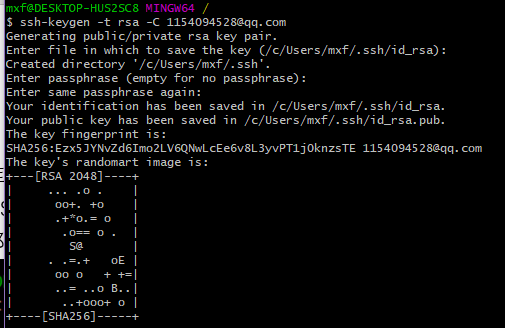 mxf@DESKTOP-HUS2SC8 MINGW64 /
$ ssh-keygen -t rsa -C 1154094528@qq.com
Generating public/private rsa key pair.
Enter file in which to save the key (/c/Users/mxf/.ssh/id_rsa):
Created directory '/c/Users/mxf/.ssh'.
Enter passphrase (empty for no passphrase):
Enter same passphrase again:
Your identification has been saved in /c/Users/mxf/.ssh/id_rsa.
Your public key has been saved in /c/Users/mxf/.ssh/id_rsa.pub.
The key fingerprint is:
SHA256:Ezx5JYNvZd6Imo2LV6QNwLcEe6v8L3yvPT1jOknzsTE 1154094528@qq.com
The key's randomart image is:
+---[RSA 2048]----+
|     ... .o .    |
|      oo+. +o    |
|      .+*o.= o   |
|       .o== o .  |
|        S@       |
|     . .=.+   oE |
|      oo o   + +=|
|      ..= ..o B..|
|       ..+ooo+ o |
+----[SHA256]-----+